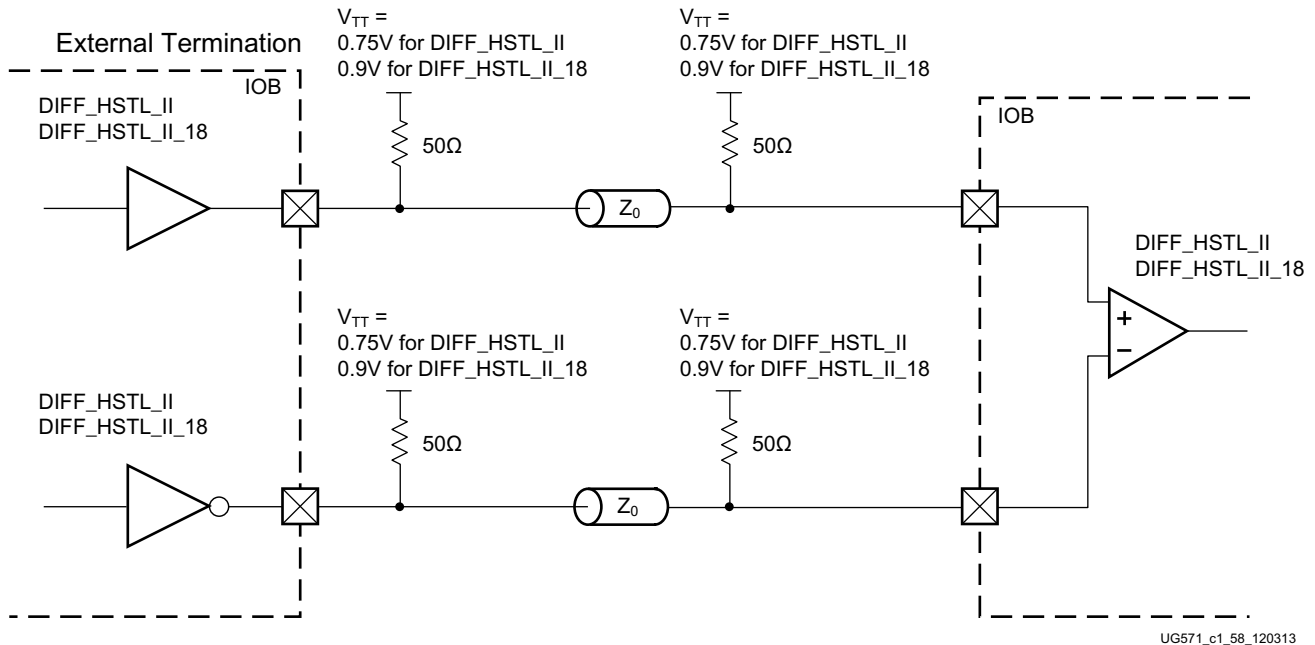 V_TT =
0.75V for DIFF_HSTL_II
0.9V for DIFF_HSTL_II_18
V_TT =
0.75V for DIFF_HSTL_II
0.9V for DIFF_HSTL_II_18
External Termination
IOB
DIFF_HSTL_II
DIFF_HSTL_II_18
50Ω
50Ω
IOB
Z₀
DIFF_HSTL_II
DIFF_HSTL_II_18
+
−
V_TT =
0.75V for DIFF_HSTL_II
0.9V for DIFF_HSTL_II_18
V_TT =
0.75V for DIFF_HSTL_II
0.9V for DIFF_HSTL_II_18
DIFF_HSTL_II
DIFF_HSTL_II_18
50Ω
50Ω
Z₀
UG571_c1_58_120313